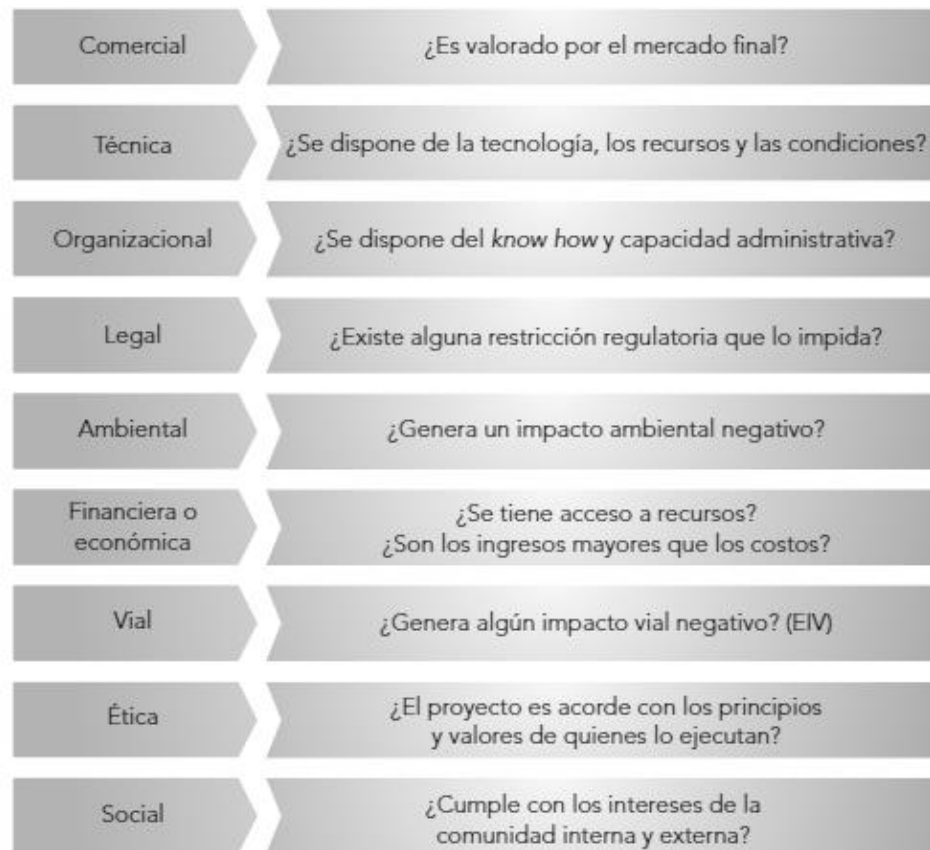 Comercial
¿Es valorado por el mercado final?
Técnica
¿Se dispone de la tecnología, los recursos y las condiciones?
Organizacional
¿Se dispone del know how y capacidad administrativa?
Legal
¿Existe alguna restricción regulatoria que lo impida?
Ambiental
¿Genera un impacto ambiental negativo?
Financiera o
económica
¿Se tiene acceso a recursos?
¿Son los ingresos mayores que los costos?
Vial
¿Genera algún impacto vial negativo? (EIV)
Ética
¿El proyecto es acorde con los principios
y valores de quienes lo ejecutan?
Social
¿Cumple con los intereses de la
comunidad interna y externa?